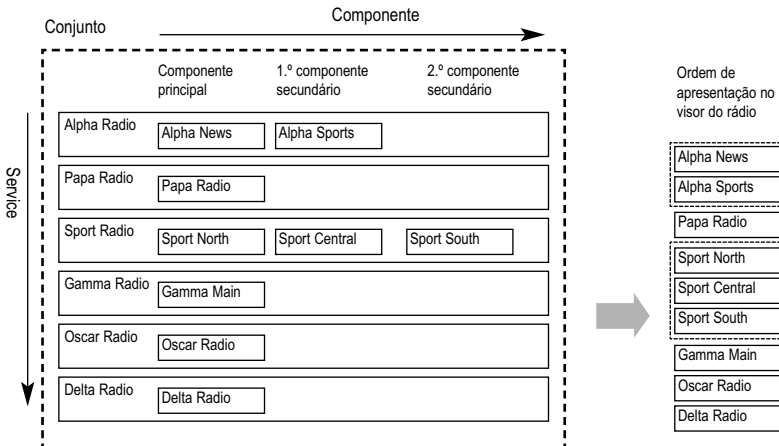 Conjunto
Componente
Componente
principal
1.º componente
secundário
2.º componente
secundário
Service
Alpha Radio
Alpha News
Alpha Sports
Papa Radio
Papa Radio
Sport Radio
Sport North
Sport Central
Sport South
Gamma Radio
Gamma Main
Oscar Radio
Oscar Radio
Delta Radio
Delta Radio
Ordem de
apresentação no
visor do rádio
Alpha News
Alpha Sports
Papa Radio
Sport North
Sport Central
Sport South
Gamma Main
Oscar Radio
Delta Radio